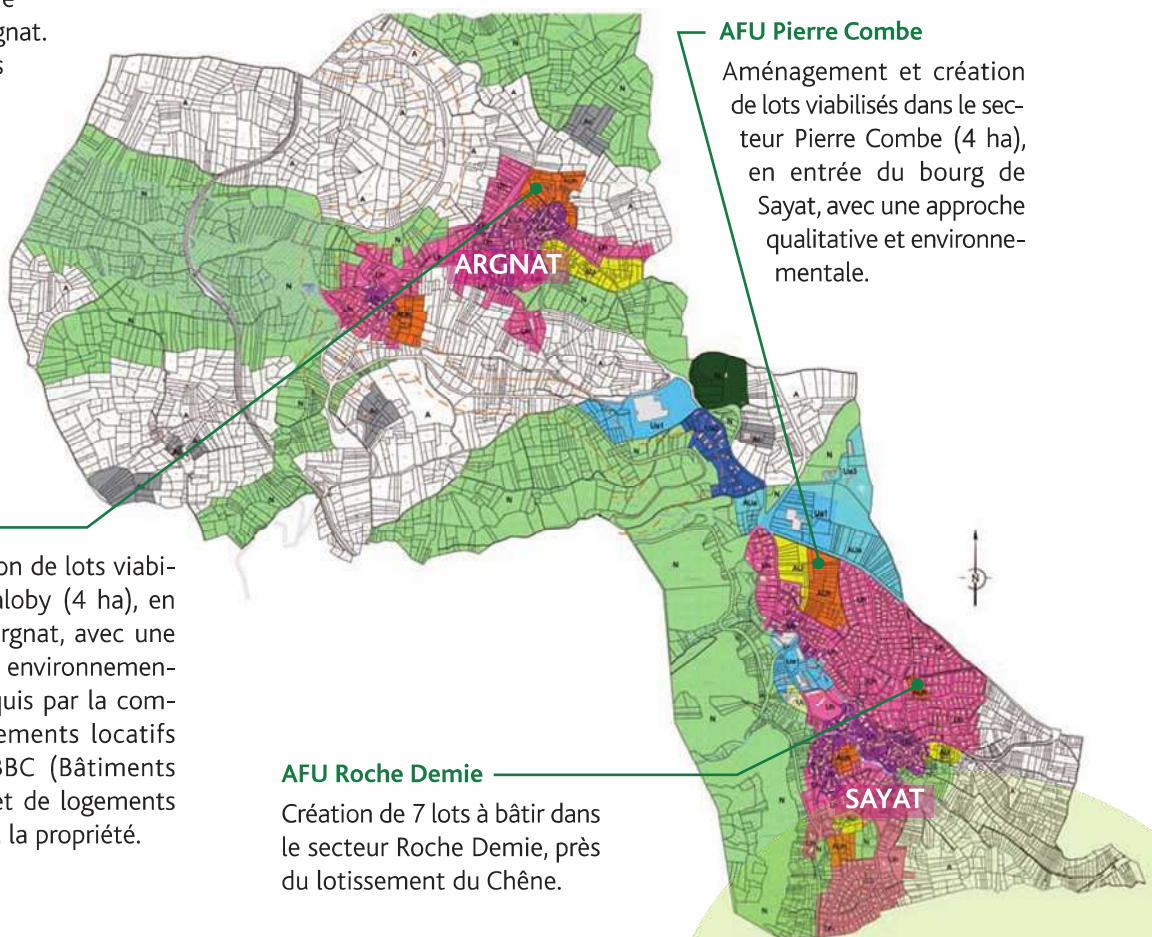 gnat.
AFU Pierre Combe
Aménagement et création
de lots viabilisés dans le sec-
teur Pierre Combe (4 ha),
en entrée du bourg de
Sayat, avec une approche
qualitative et environne-
mentale.
ARGNAT
on de lots viabi-
aloby (4 ha), en
rgnat, avec une
environnemen-
quis par la com-
ements locatifs
BBC (Bâtiments
et de logements
la propriété.
AFU Roche Demie
Création de 7 lots à bâtir dans
le secteur Roche Demie, près
du lotissement du Chêne.
SAYAT
N
A
Ua1
Ua3
AUa
AU